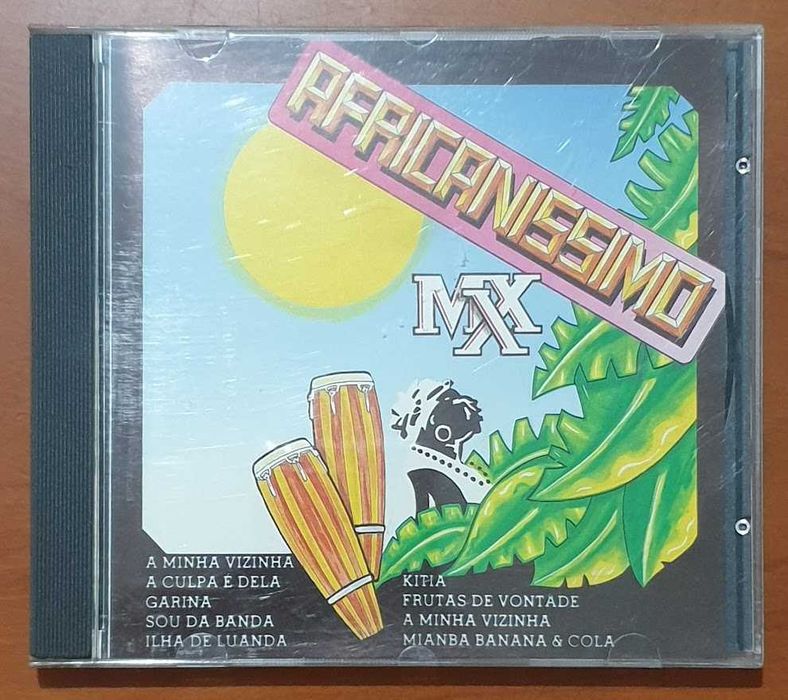 AFRICANISSIMO
MXX
A MINHA VIZINHA
A CULPA É DELA
GARINA
SOU DA BANDA
ILHA DE LUANDA
KITIA
FRUTAS DE VONTADE
A MINHA VIZINHA
MIANBA BANANA & COLA